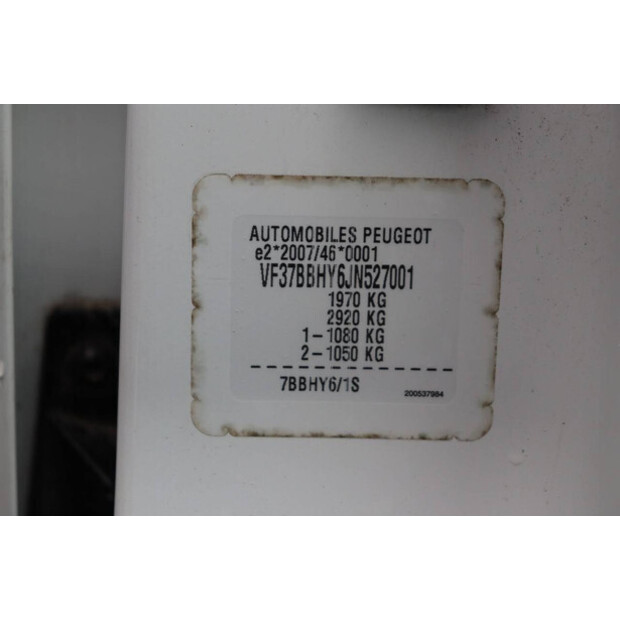 AUTOMOBILES PEUGEOT
e2*2007/46*0001
VF37BBHY6JN527001
1970 KG
2920 KG
1-1080 KG
2-1050 KG
7BBHY6/1S
200537984